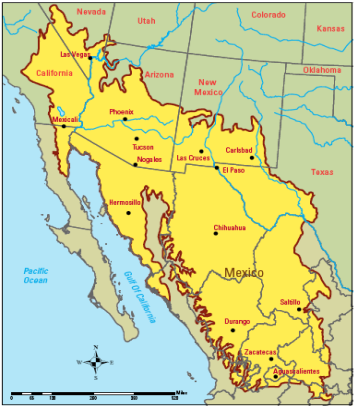 Nevada
Utah
Colorado
Kansas
Las Vegas
California
Arizona
New
Mexico
Oklahoma
Phoenix
Mexicali
Tucson
Nogales
Las Cruces
Carlsbad
El Paso
Texas
Hermosillo
Chihuahua
Pacific
Ocean
Gulf Of California
Mexico
Saltillo
Durango
Zacatecas
Aguascalientes
N
W
E
S
Miles